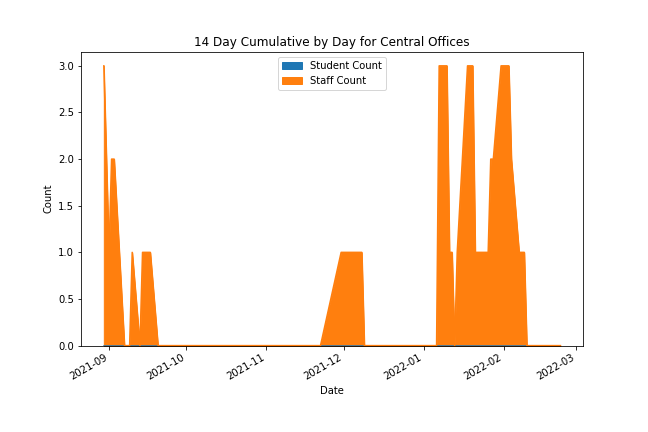 14 Day Cumulative by Day for Central Offices
Student Count
Staff Count
3.0
2.5
2.0
1.5
1.0
0.5
0.0
Count
2021-09
2021-10
2021-11
2021-12
2022-01
2022-02
2022-03
Date